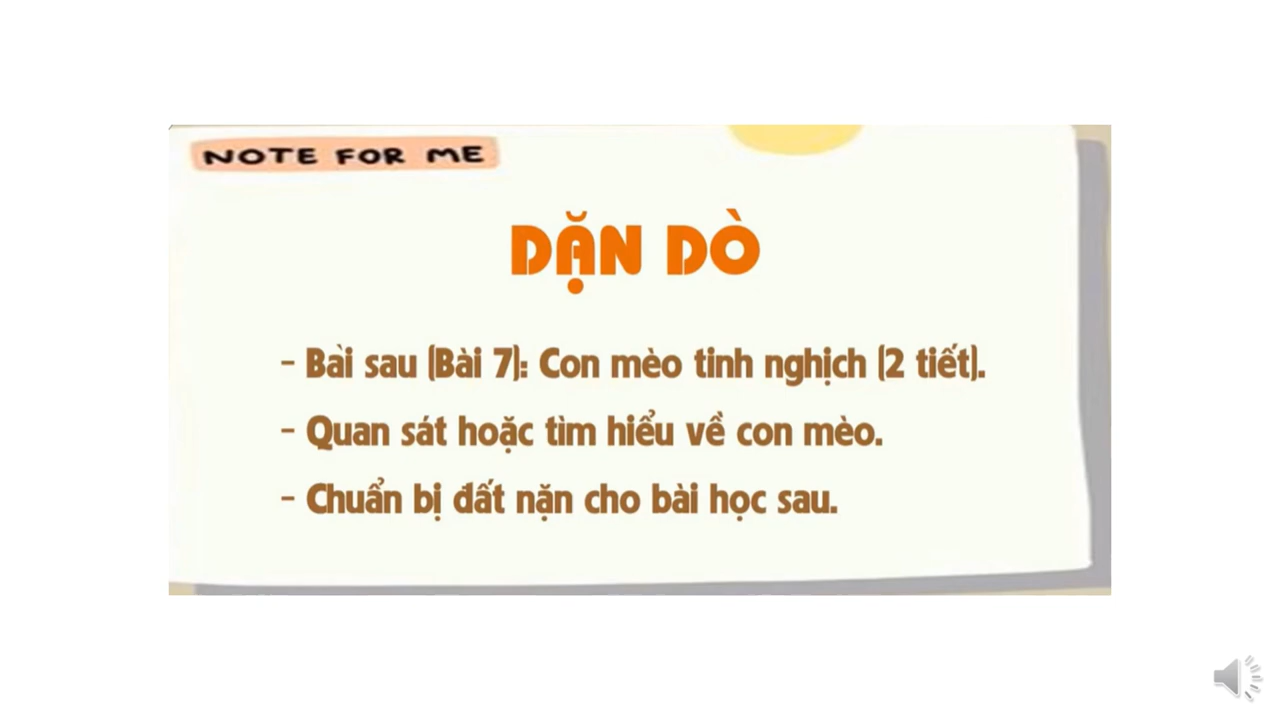 NOTE FOR ME
DẶN DÒ
- Bài sau (Bài 7): Con mèo tinh nghịch (2 tiết).
- Quan sát hoặc tìm hiểu về con mèo.
- Chuẩn bị đất nặn cho bài học sau.